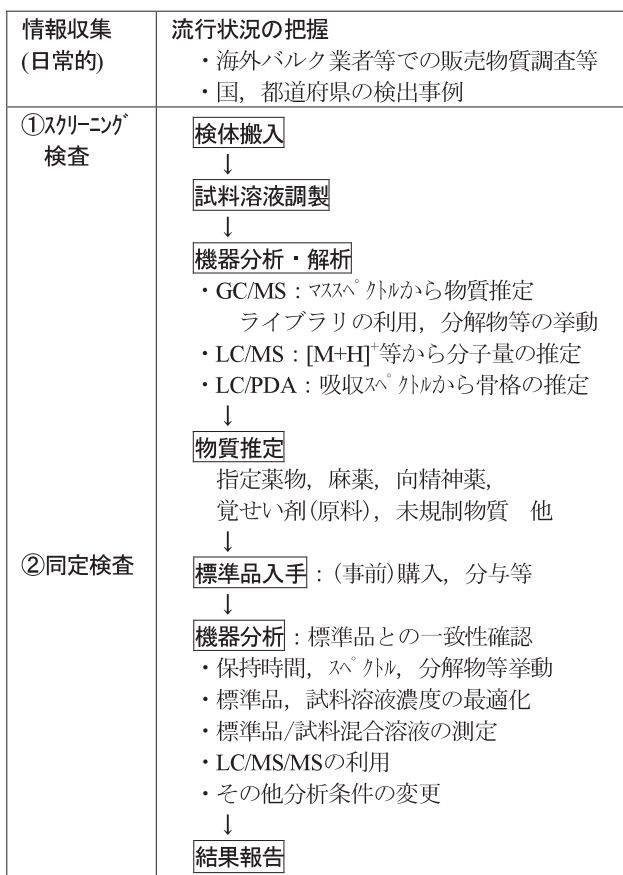 情報収集
(日常的)
流行状況の把握
・海外バルク業者等での販売物質調査等
・国，都道府県の検出事例
①ｽｸﾘｰﾆﾝｸﾞ
検査
検体搬入
↓
試料溶液調製
↓
機器分析・解析
・GC/MS：ﾏｽｽﾍﾟｸﾄﾙから物質推定
ライブラリの利用，分解物等の挙動
・LC/MS：[M+H]⁺等から分子量の推定
・LC/PDA：吸収ｽﾍﾟｸﾄﾙから骨格の推定
↓
物質推定
指定薬物，麻薬，向精神薬，
覚せい剤(原料)，未規制物質　他
↓
②同定検査
標準品入手：(事前)購入，分与等
↓
機器分析：標準品との一致性確認
・保持時間，ｽﾍﾟｸﾄﾙ，分解物等挙動
・標準品，試料溶液濃度の最適化
・標準品/試料混合溶液の測定
・LC/MS/MSの利用
・その他分析条件の変更
↓
結果報告